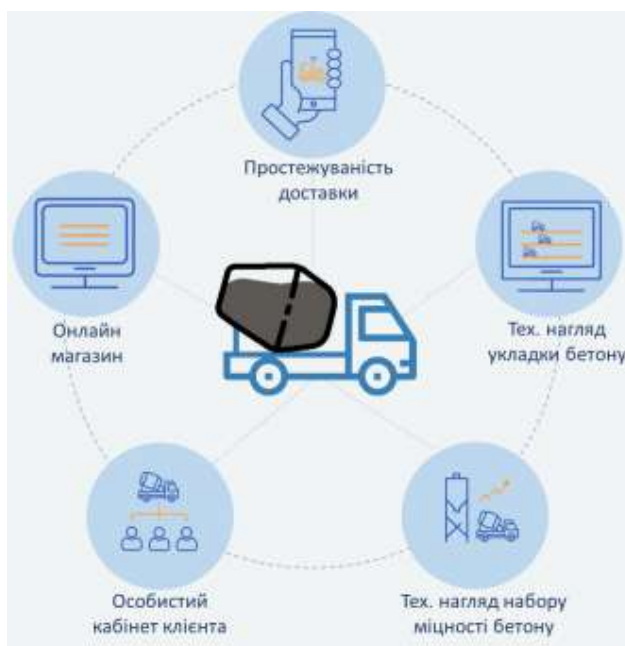 Простежуваність
доставки
Онлайн
магазин
Тех. нагляд
укладки бетону
Особистий
кабінет клієнта
Тех. нагляд набору
міцності бетону